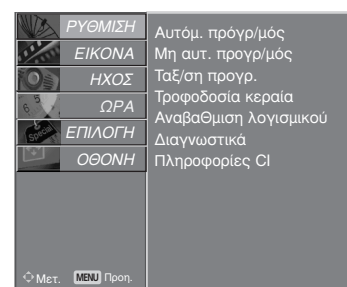 ΡΥΘΜΙΣΗ
ΕΙΚΟΝΑ
ΗΧΟΣ
ΩΡΑ
ΕΠΙΛΟΓΗ
ΟΘΟΝΗ
Αυτόμ. πρόγρ/μός
Μη αυτ. προγρ/μός
Ταξ/ση προγρ.
Τροφοδοσία κεραία
ΑναβαΘμιση λογισμικού
Διαγνωστικά
Πληροφορίες CI
Μετ. MENU Προη.